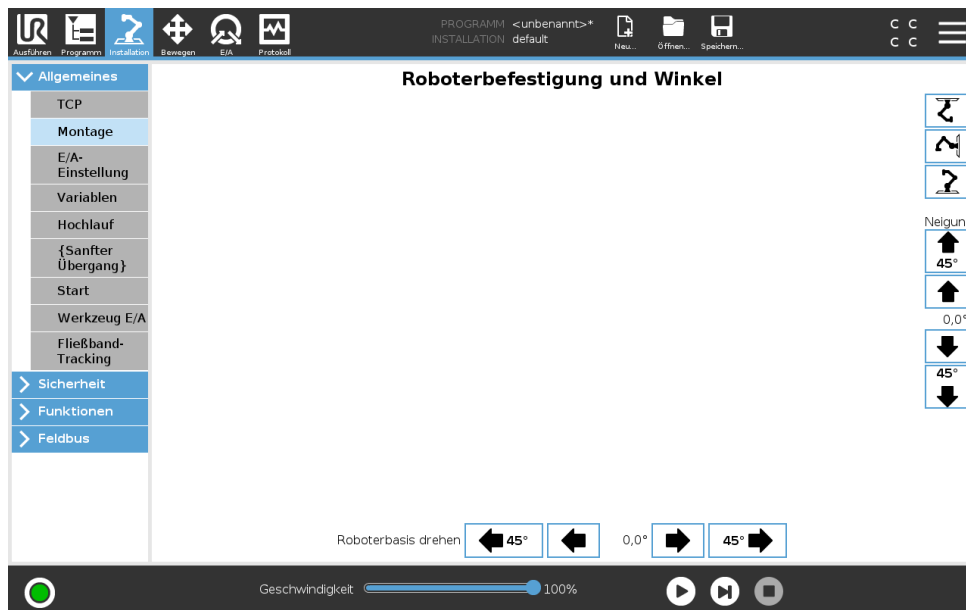 UR
Ausführen
Programm
Installation
Bewegen
E/A
Protokoll
PROGRAMM <unbenannt>*
INSTALLATION default
Neu...
Öffnen...
Speichern...
C C
C C
Allgemeines
TCP
Montage
E/A-
Einstellung
Variablen
Hochlauf
{Sanfter
Übergang}
Start
Werkzeug E/A
Fließband-
Tracking
Sicherheit
Funktionen
Feldbus
Roboterbefestigung und Winkel
Neigun
45°
0,0°
45°
Roboterbasis drehen
45°
0,0°
45°
Geschwindigkeit
100%